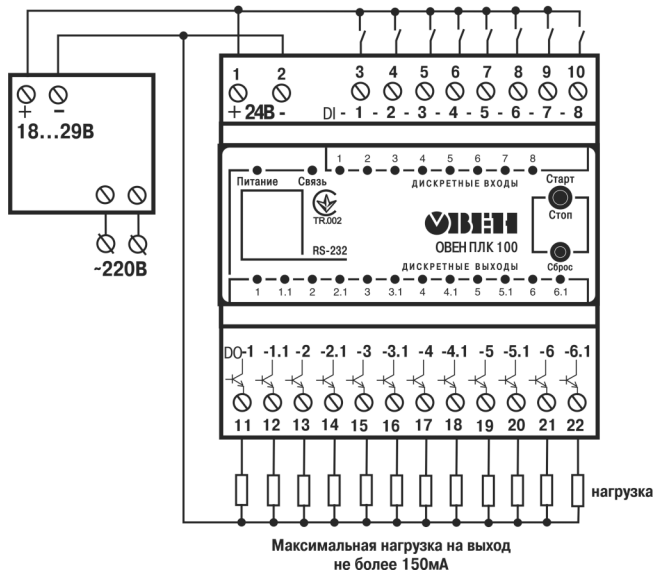 1 2 3 4 5 6 7 8 9 10
+ 24В - DI - 1 - 2 - 3 - 4 - 5 - 6 - 7 - 8
+ -
18...29В
~220В
1 2 3 4 5 6 7 8
Питание Связь ДИСКРЕТНЫЕ ВХОДЫ Старт
Стоп
TR.002
ОВЕН
RS-232 ОВЕН ПЛК 100
ДИСКРЕТНЫЕ ВЫХОДЫ Сброс
1 1.1 2 2.1 3 3.1 4 4.1 5 5.1 6 6.1
DO-1 -1.1 -2 -2.1 -3 -3.1 -4 -4.1 -5 -5.1 -6 -6.1
11 12 13 14 15 16 17 18 19 20 21 22
нагрузка
Максимальная нагрузка на выход
не более 150мА